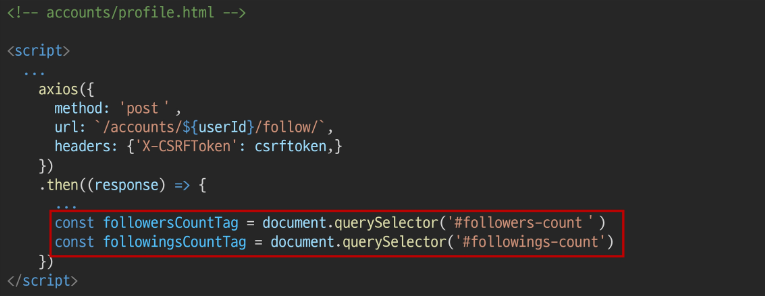 <!-- accounts/profile.html -->
<script>
  ...
    axios({
      method: 'post',
      url: `/accounts/${userId}/follow/`,
      headers: {'X-CSRFToken': csrftoken,}
    })
    .then((response) => {
      ...
      const followersCountTag = document.querySelector('#followers-count')
      const followingsCountTag = document.querySelector('#followings-count')
    })
</script>